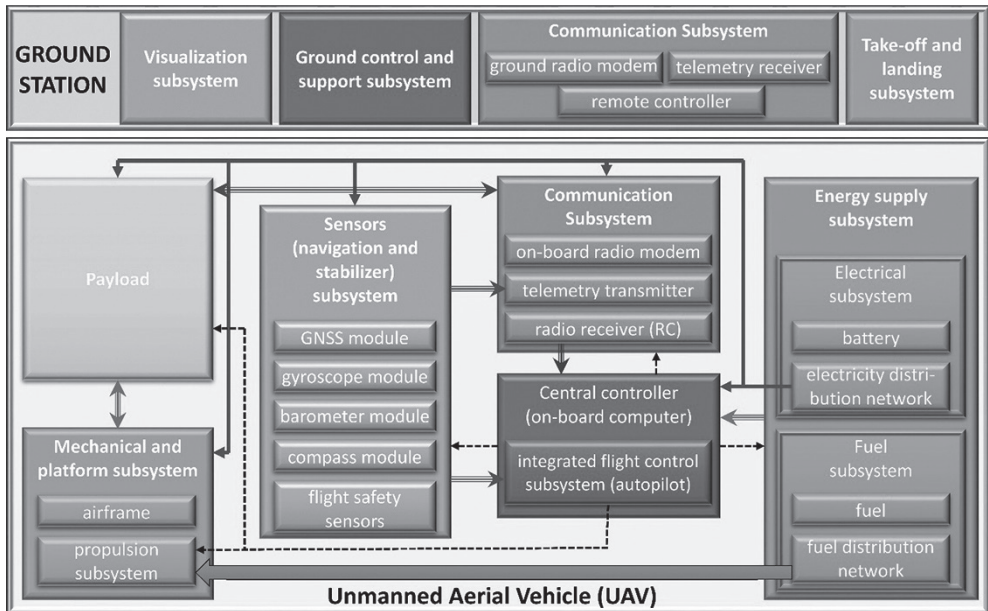 GROUND
STATION
Visualization
subsystem
Ground control and
support subsystem
Communication Subsystem
ground radio modem
telemetry receiver
remote controller
Take-off and
landing
subsystem
Payload
Mechanical and
platform subsystem
airframe
propulsion
subsystem
Sensors
(navigation and
stabilizer)
subsystem
GNSS module
gyroscope module
barometer module
compass module
flight safety
sensors
Communication
Subsystem
on-board radio modem
telemetry transmitter
radio receiver (RC)
Central controller
(on-board computer)
integrated flight control
subsystem (autopilot)
Energy supply
subsystem
Electrical
subsystem
battery
electricity distri-
bution network
Fuel
subsystem
fuel
fuel distribution
network
Unmanned Aerial Vehicle (UAV)